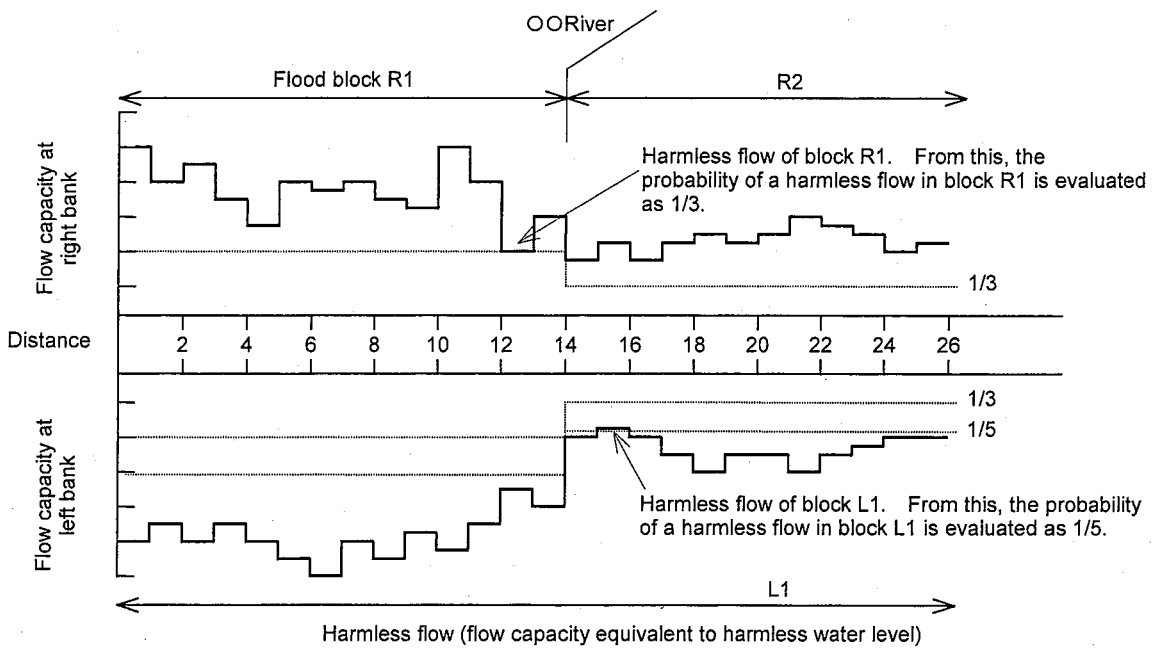 ○○River
Flood block R1
R2
Flow capacity at
right bank
Harmless flow of block R1. From this, the
probability of a harmless flow in block R1 is evaluated
as 1/3.
1/3
Distance
2 4 6 8 10 12 14 16 18 20 22 24 26
Flow capacity at
left bank
1/3
1/5
Harmless flow of block L1. From this, the probability
of a harmless flow in block L1 is evaluated as 1/5.
L1
Harmless flow (flow capacity equivalent to harmless water level)